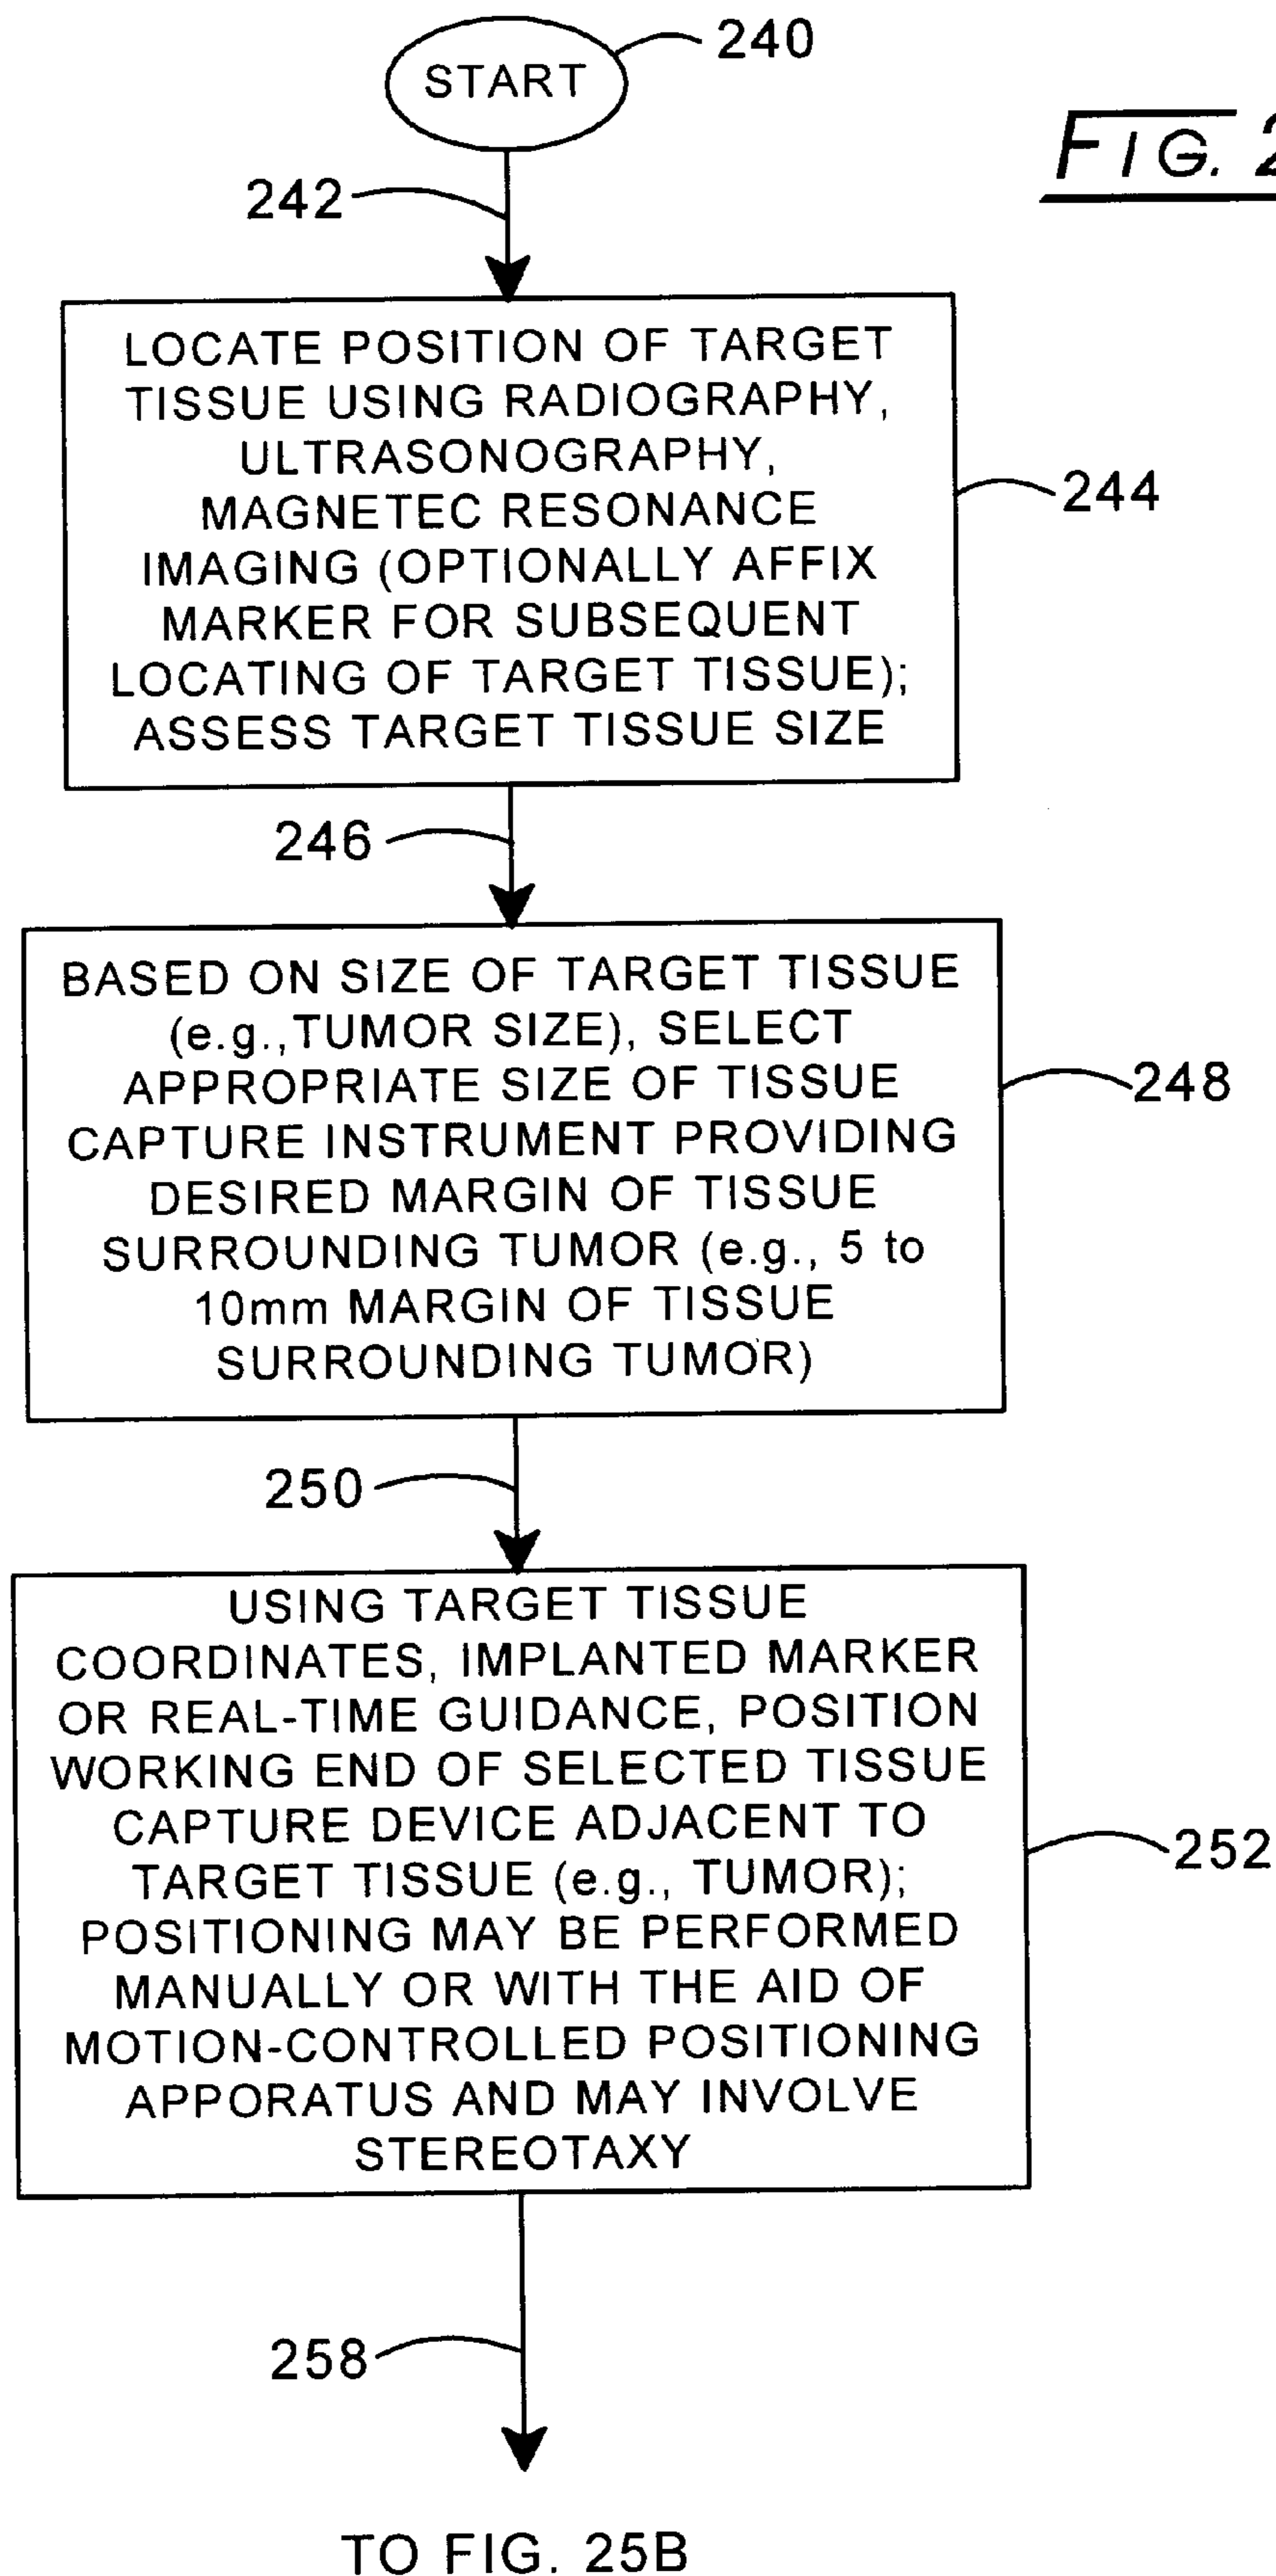 START
240
FIG. 2
242
LOCATE POSITION OF TARGET
TISSUE USING RADIOGRAPHY,
ULTRASONOGRAPHY,
MAGNETEC RESONANCE
IMAGING (OPTIONALLY AFFIX
MARKER FOR SUBSEQUENT
LOCATING OF TARGET TISSUE);
ASSESS TARGET TISSUE SIZE
244
246
BASED ON SIZE OF TARGET TISSUE
(e.g.,TUMOR SIZE), SELECT
APPROPRIATE SIZE OF TISSUE
CAPTURE INSTRUMENT PROVIDING
DESIRED MARGIN OF TISSUE
SURROUNDING TUMOR (e.g., 5 to
10mm MARGIN OF TISSUE
SURROUNDING TUMOR)
248
250
USING TARGET TISSUE
COORDINATES, IMPLANTED MARKER
OR REAL-TIME GUIDANCE, POSITION
WORKING END OF SELECTED TISSUE
CAPTURE DEVICE ADJACENT TO
TARGET TISSUE (e.g., TUMOR);
POSITIONING MAY BE PERFORMED
MANUALLY OR WITH THE AID OF
MOTION-CONTROLLED POSITIONING
APPORATUS AND MAY INVOLVE
STEREOTAXY
252
258
TO FIG. 25B